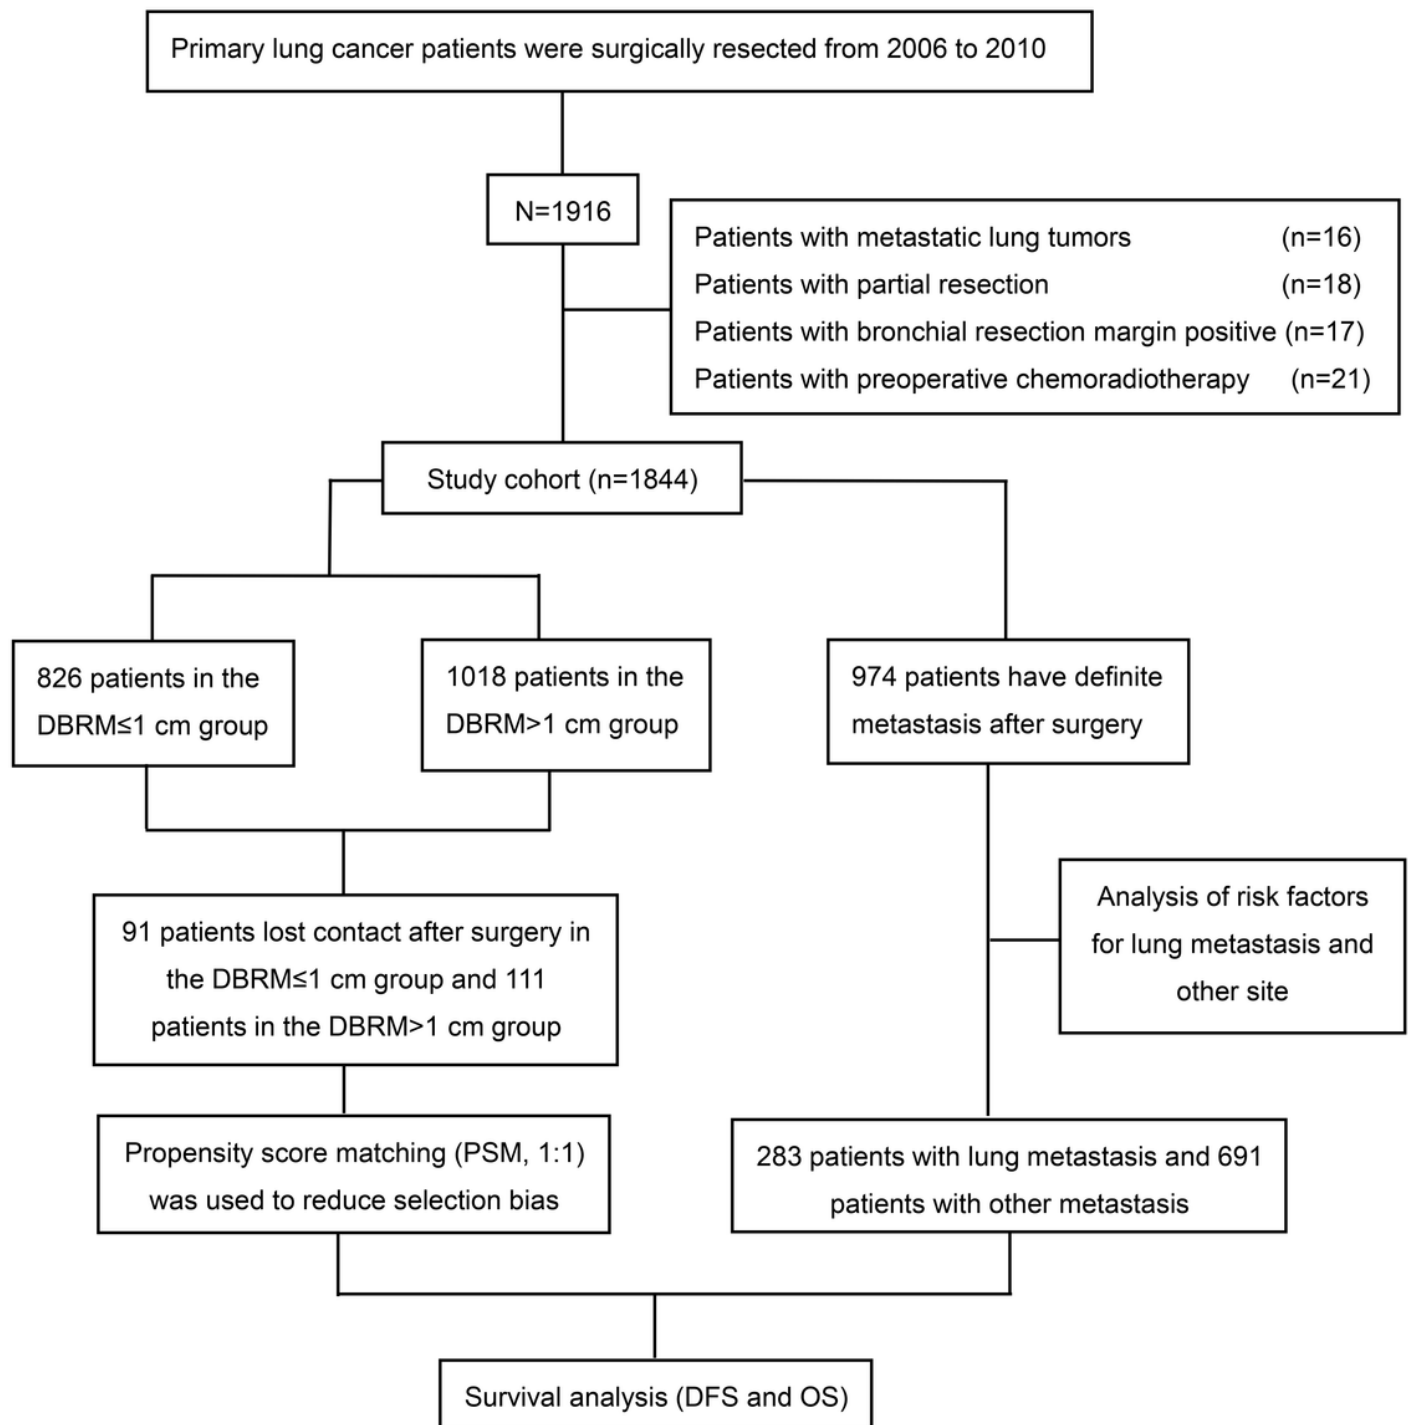 Primary lung cancer patients were surgically resected from 2006 to 2010
N=1916
Patients with metastatic lung tumors (n=16)
Patients with partial resection (n=18)
Patients with bronchial resection margin positive (n=17)
Patients with preoperative chemoradiotherapy (n=21)
Study cohort (n=1844)
826 patients in the
DBRM≤1 cm group
1018 patients in the
DBRM>1 cm group
974 patients have definite
metastasis after surgery
91 patients lost contact after surgery in
the DBRM≤1 cm group and 111
patients in the DBRM>1 cm group
Analysis of risk factors
for lung metastasis and
other site
Propensity score matching (PSM, 1:1)
was used to reduce selection bias
283 patients with lung metastasis and 691
patients with other metastasis
Survival analysis (DFS and OS)